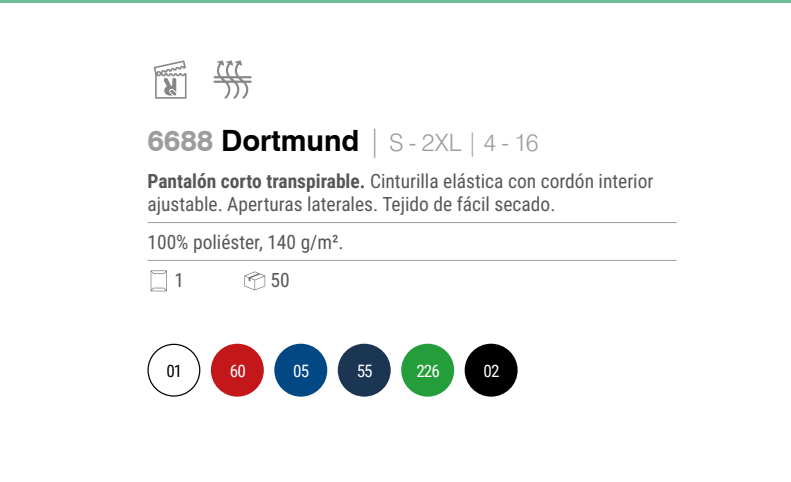 6688 Dortmund | S - 2XL | 4 - 16
Pantalón corto transpirable. Cinturilla elástica con cordón interior
ajustable. Aperturas laterales. Tejido de fácil secado.
100% poliéster, 140 g/m².
1 50
01 60 05 55 226 02